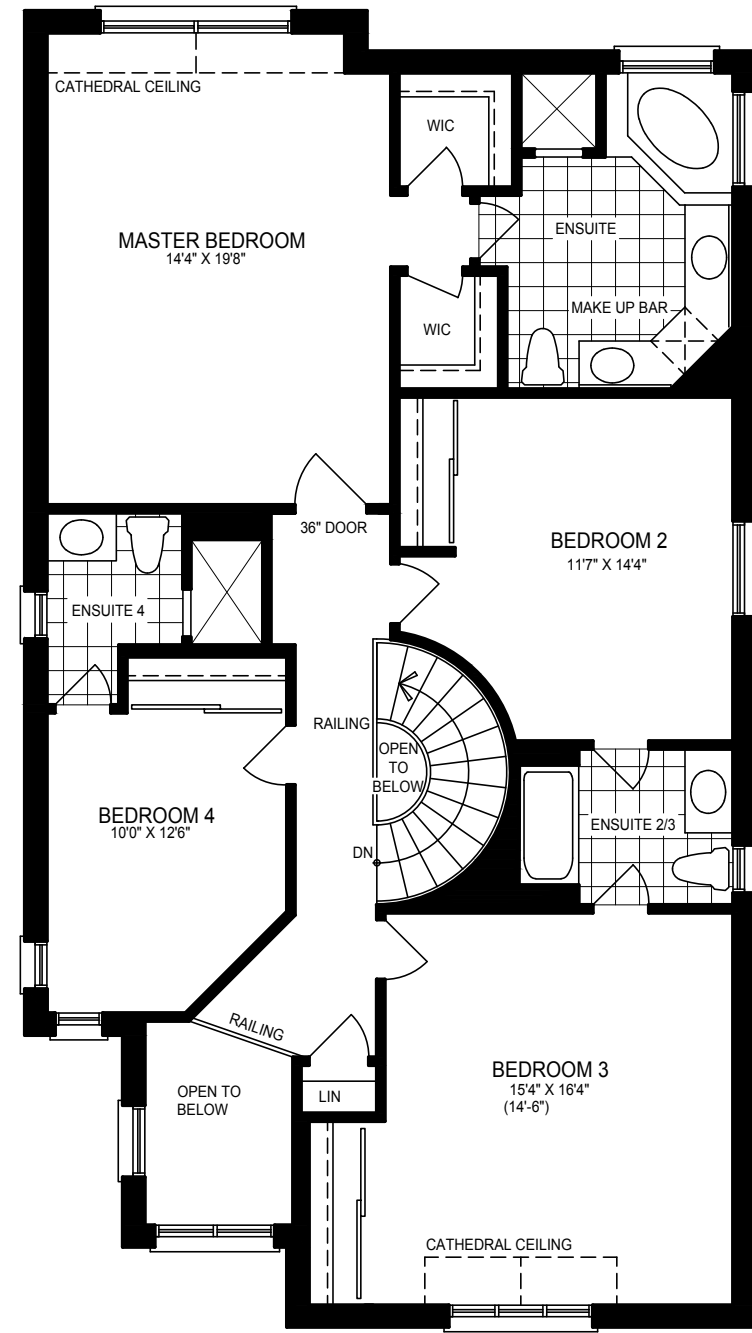 CATHEDRAL CEILING
WIC
MASTER BEDROOM
14'4" X 19'8"
ENSUITE
MAKE UP BAR
WIC
36" DOOR
BEDROOM 2
11'7" X 14'4"
ENSUITE 4
RAILING
OPEN
TO
BELOW
BEDROOM 4
10'0" X 12'6"
ENSUITE 2/3
DN
RAILING
OPEN TO
BELOW
LIN
BEDROOM 3
15'4" X 16'4"
(14'-6")
CATHEDRAL CEILING